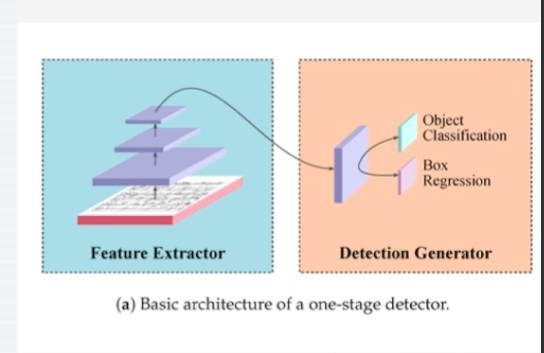 Object
Classification
Box
Regression
Feature Extractor
Detection Generator
(a) Basic architecture of a one-stage detector.